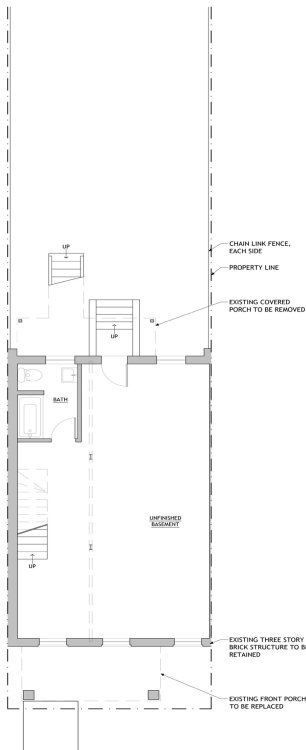 UP
CHAIN LINK FENCE,
EACH SIDE
PROPERTY LINE
EXISTING COVERED
PORCH TO BE REMOVED
UP
BATH
UNFINISHED
BASEMENT
UP
EXISTING THREE STORY
BRICK STRUCTURE TO BE
RETAINED
EXISTING FRONT PORCH
TO BE REPLACED